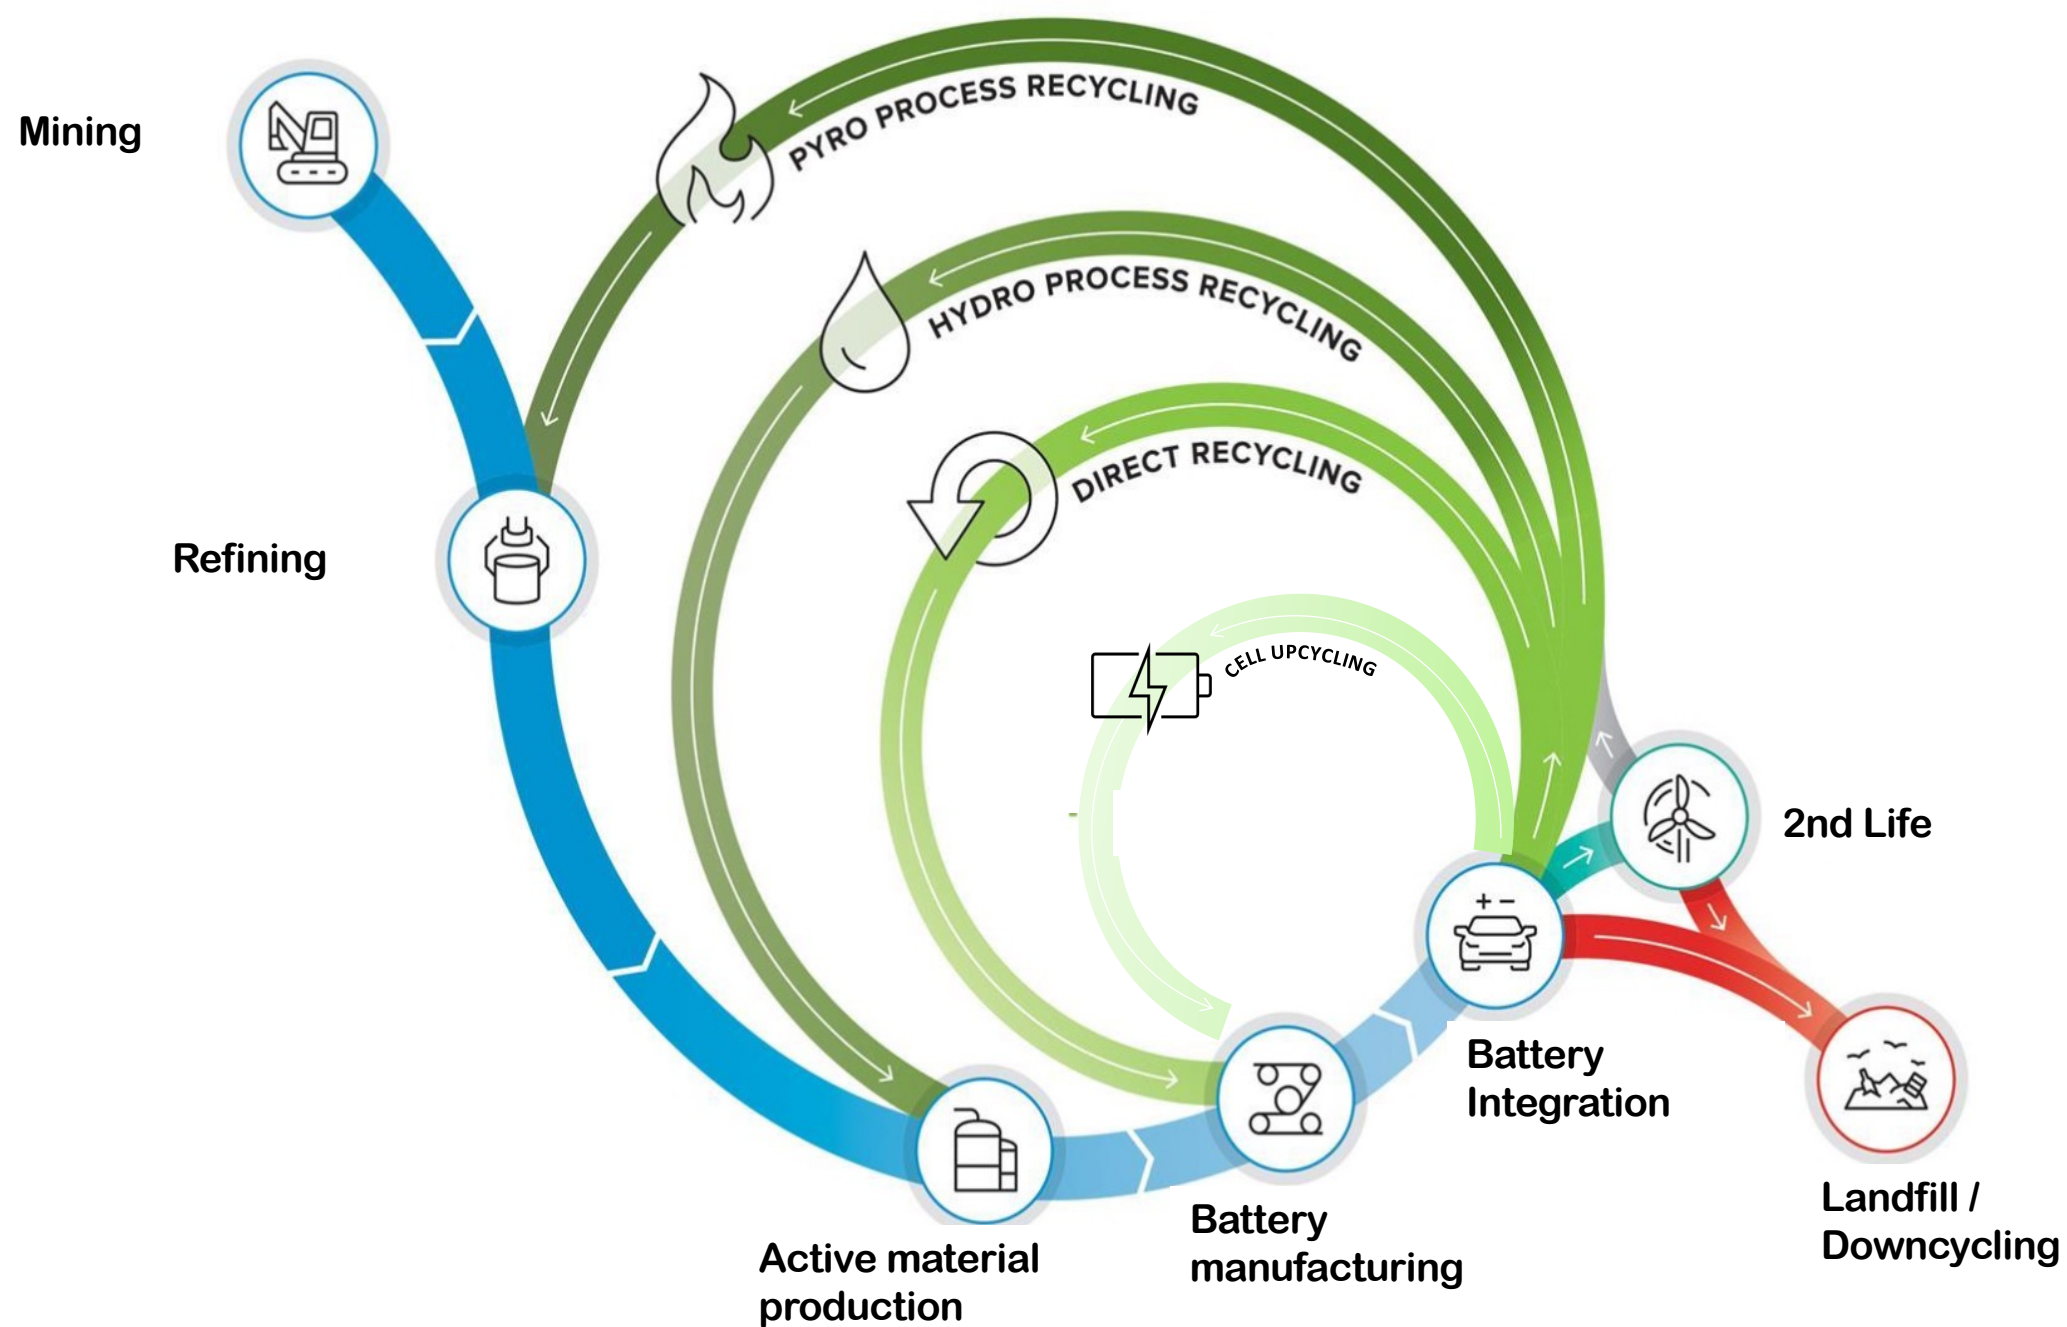 PYRO PROCESS RECYCLING
Mining
HYDRO PROCESS RECYCLING
DIRECT RECYCLING
Refining
CELL UPCYCLING
2nd Life
+ -
Battery
Integration
Landfill /
Downcycling
Battery
manufacturing
Active material
production